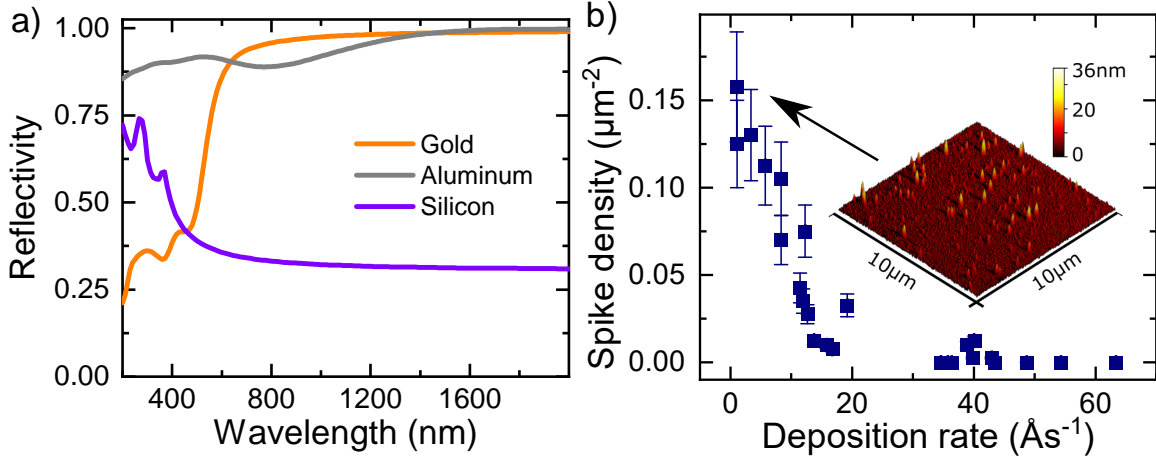 a)
Reflectivity
1.00
0.75
0.50
0.25
0.00
Gold
Aluminum
Silicon
400 800 1200 1600
Wavelength (nm)
b)
Spike density (μm⁻²)
0.15
0.10
0.05
0.00
36nm
20
0
10μm
10μm
0 20 40 60
Deposition rate (Ås⁻¹)